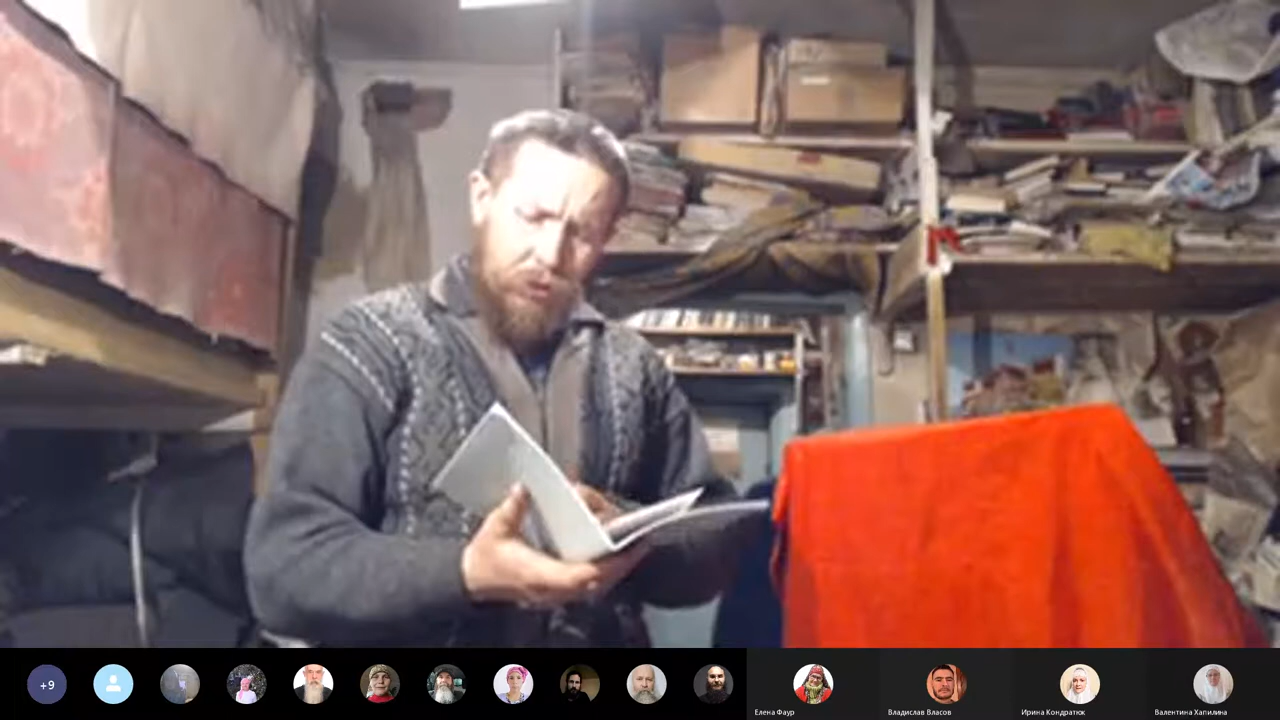 +9
Елена Фаур
Владислав Власов
Ирина Кондратюк
Валентина Хапилина